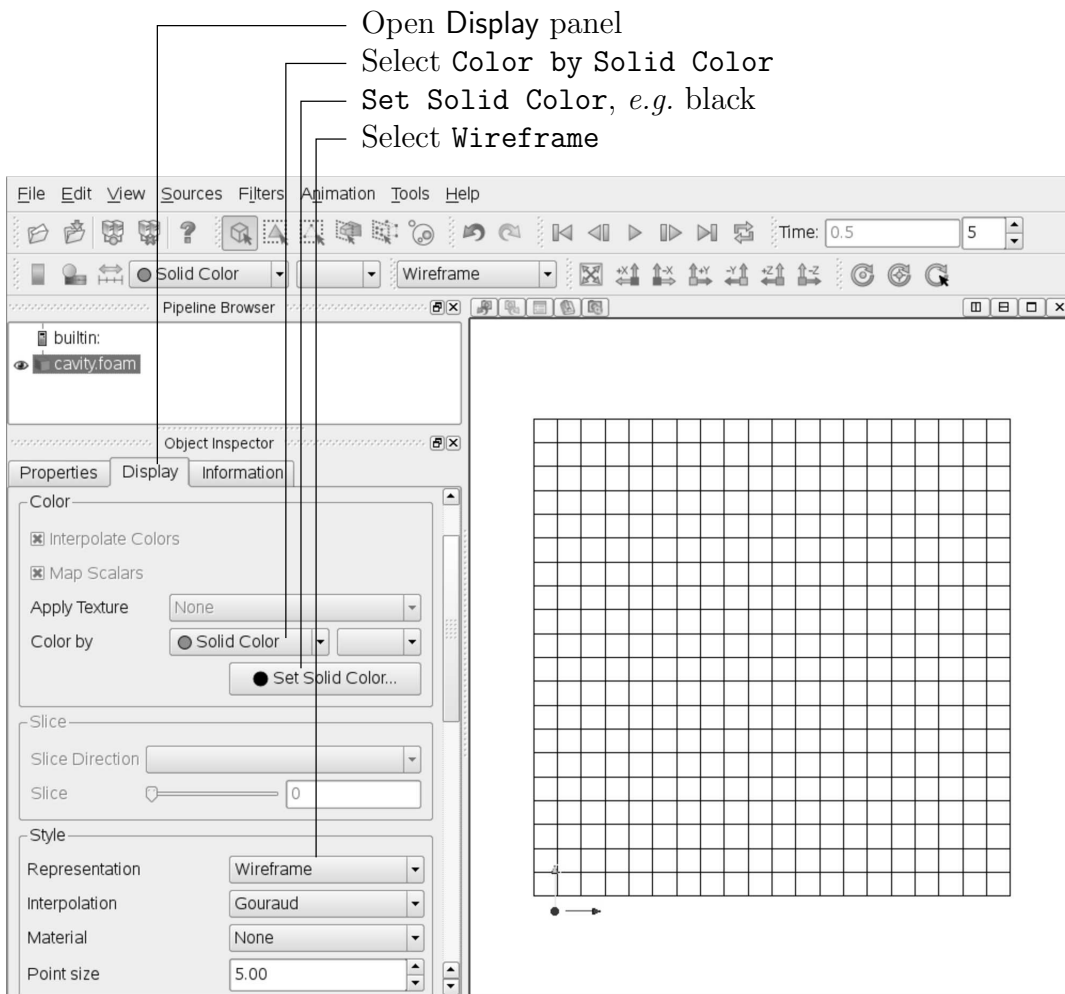 Open Display panel
Select Color by Solid Color
Set Solid Color, e.g. black
Select Wireframe
File Edit View Sources Filters Animation Tools Help
? Time: 0.5 5
Solid Color Wireframe +X -X +Y -Y +Z -Z C
Pipeline Browser
builtin:
cavity.foam
Object Inspector
Properties Display Information
Color
Interpolate Colors
Map Scalars
Apply Texture None
Color by Solid Color
Set Solid Color...
Slice
Slice Direction
Slice 0
Style
Representation Wireframe
Interpolation Gouraud
Material None
Point size 5.00